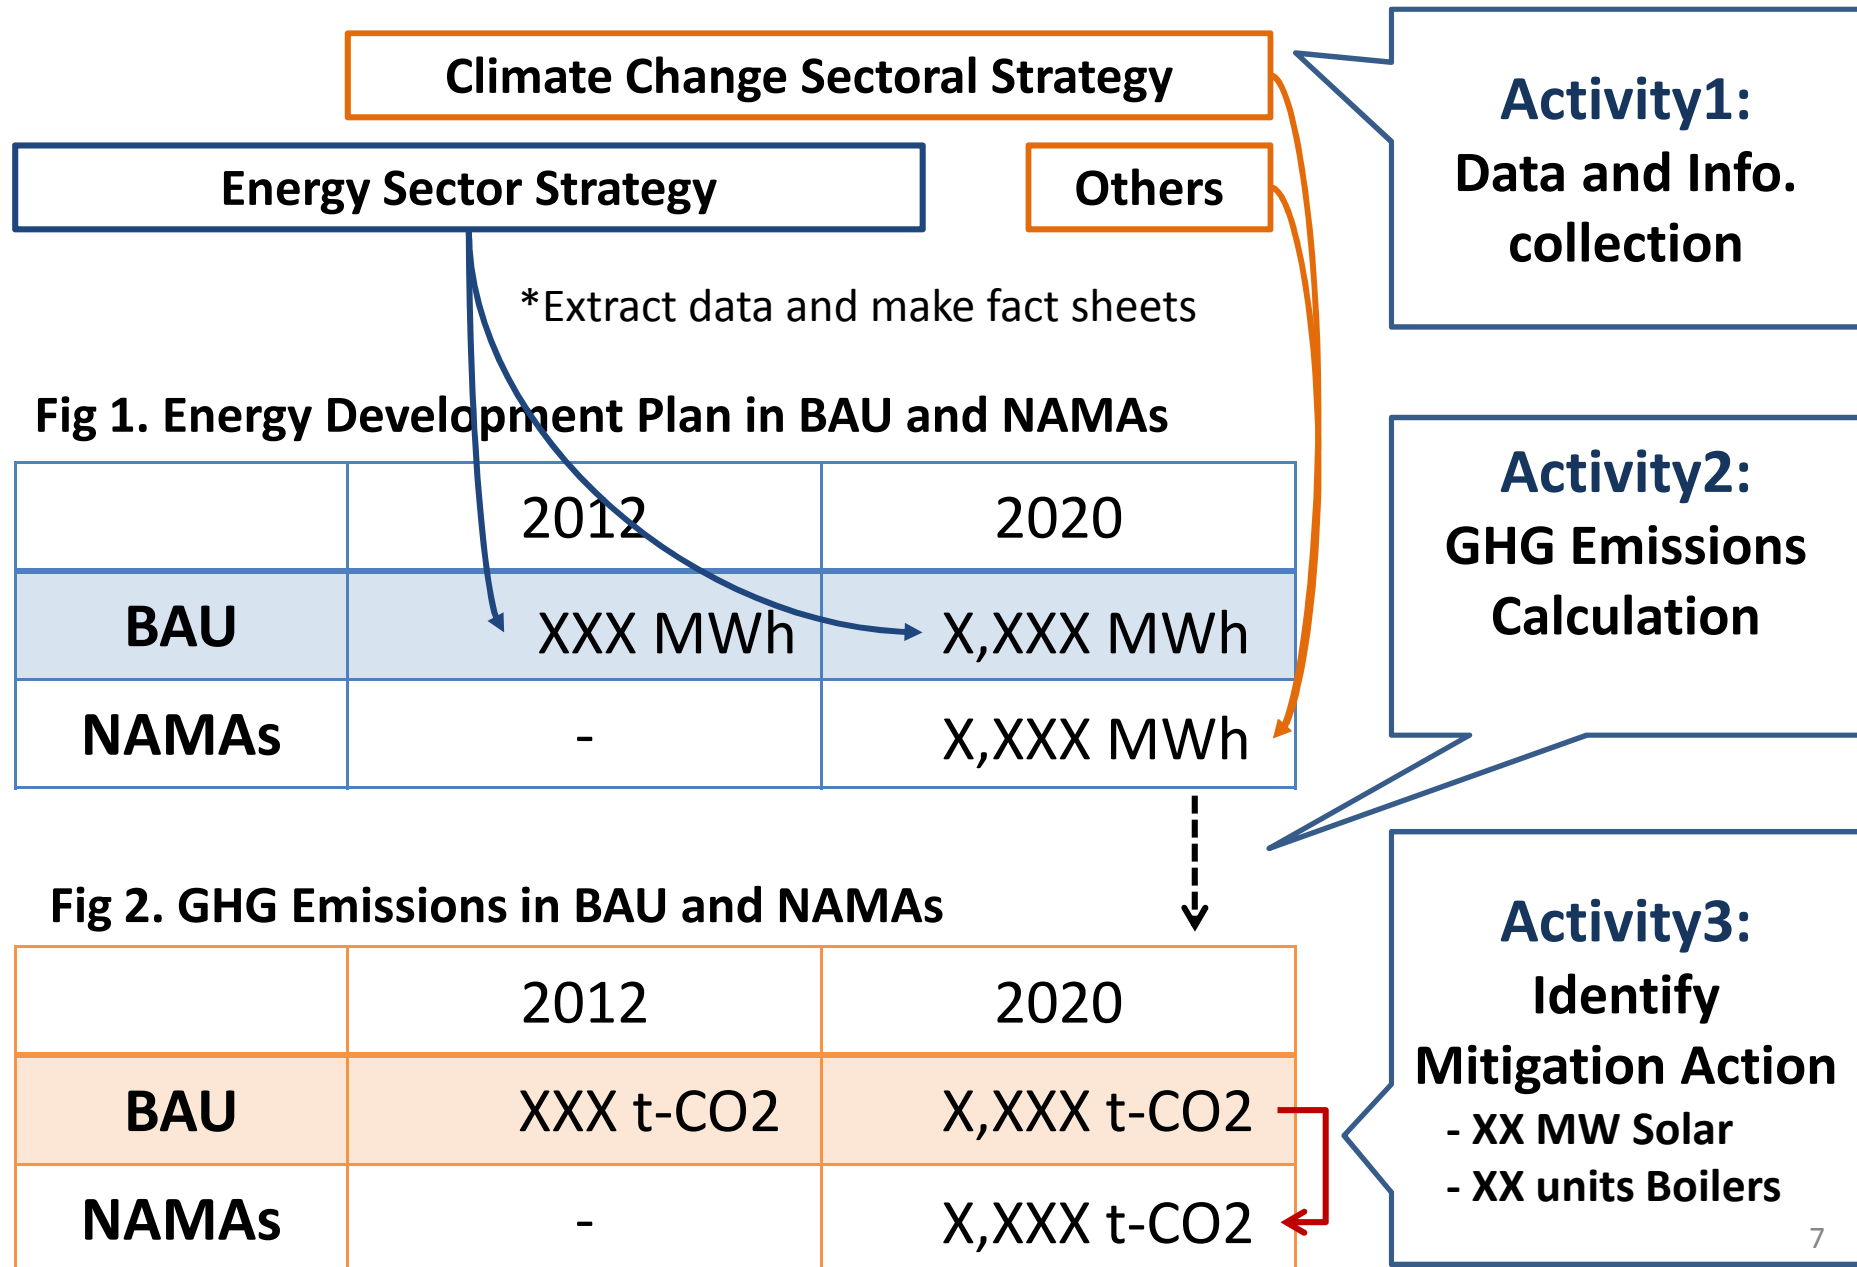 Climate Change Sectoral Strategy
Energy Sector Strategy
Others
*Extract data and make fact sheets
Activity1:
Data and Info.
collection
Fig 1. Energy Development Plan in BAU and NAMAs
2012 2020
BAU XXX MWh X,XXX MWh
NAMAs - X,XXX MWh
Activity2:
GHG Emissions
Calculation
Fig 2. GHG Emissions in BAU and NAMAs
2012 2020
BAU XXX t-CO2 X,XXX t-CO2
NAMAs - X,XXX t-CO2
Activity3:
Identify
Mitigation Action
- XX MW Solar
- XX units Boilers
7